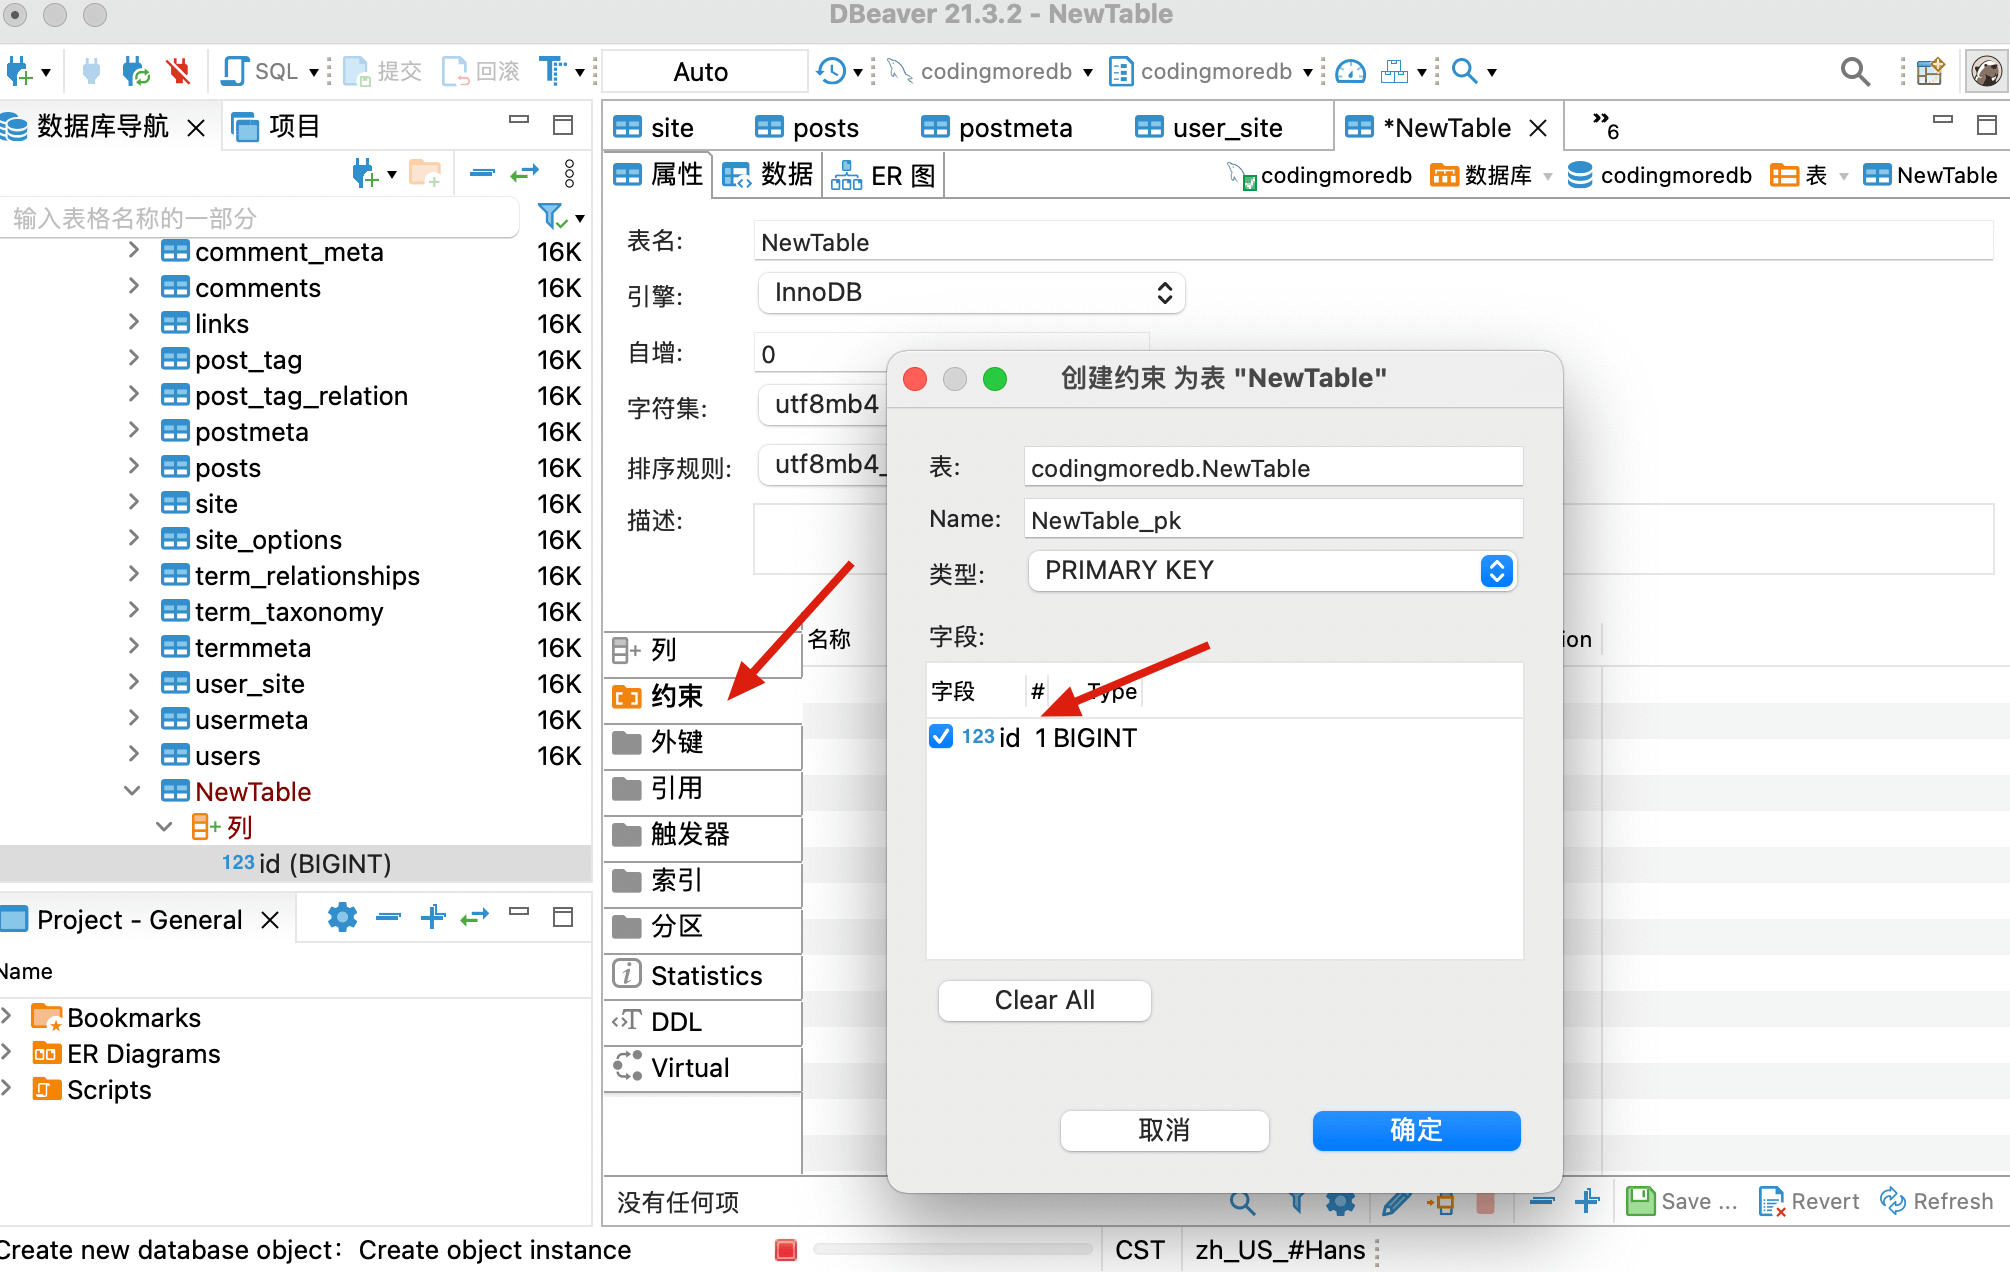 DBeaver 21.3.2 - NewTable
SQL 提交 回滚 Auto codingmoredb codingmoredb
数据库导航 项目
site posts postmeta user_site *NewTable »6
属性 数据 ER 图 codingmoredb 数据库 codingmoredb 表 NewTable
输入表格名称的一部分
comment_meta 16K
comments 16K
links 16K
post_tag 16K
post_tag_relation 16K
postmeta 16K
posts 16K
site 16K
site_options 16K
term_relationships 16K
term_taxonomy 16K
termmeta 16K
user_site 16K
usermeta 16K
users 16K
NewTable
列
123 id (BIGINT)
Project - General
Name
Bookmarks
ER Diagrams
Scripts
表名: NewTable
引擎: InnoDB
自增: 0
字符集: utf8mb4
排序规则: utf8mb4_
描述:
列
约束
外键
引用
触发器
索引
分区
Statistics
DDL
Virtual
名称
ion
创建约束 为表 "NewTable"
表: codingmoredb.NewTable
Name: NewTable_pk
类型: PRIMARY KEY
字段:
字段 # Type
123 id 1 BIGINT
Clear All
取消 确定
没有任何项
Save ... Revert Refresh
Create new database object: Create object instance CST zh_US_#Hans